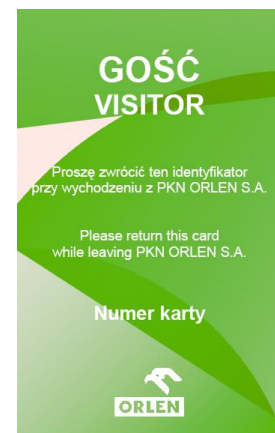 GOŚĆ
VISITOR
Proszę zwrócić ten identyfikator
przy wychodzeniu z PKN ORLEN S.A.
Please return this card
while leaving PKN ORLEN S.A.
Numer karty
ORLEN